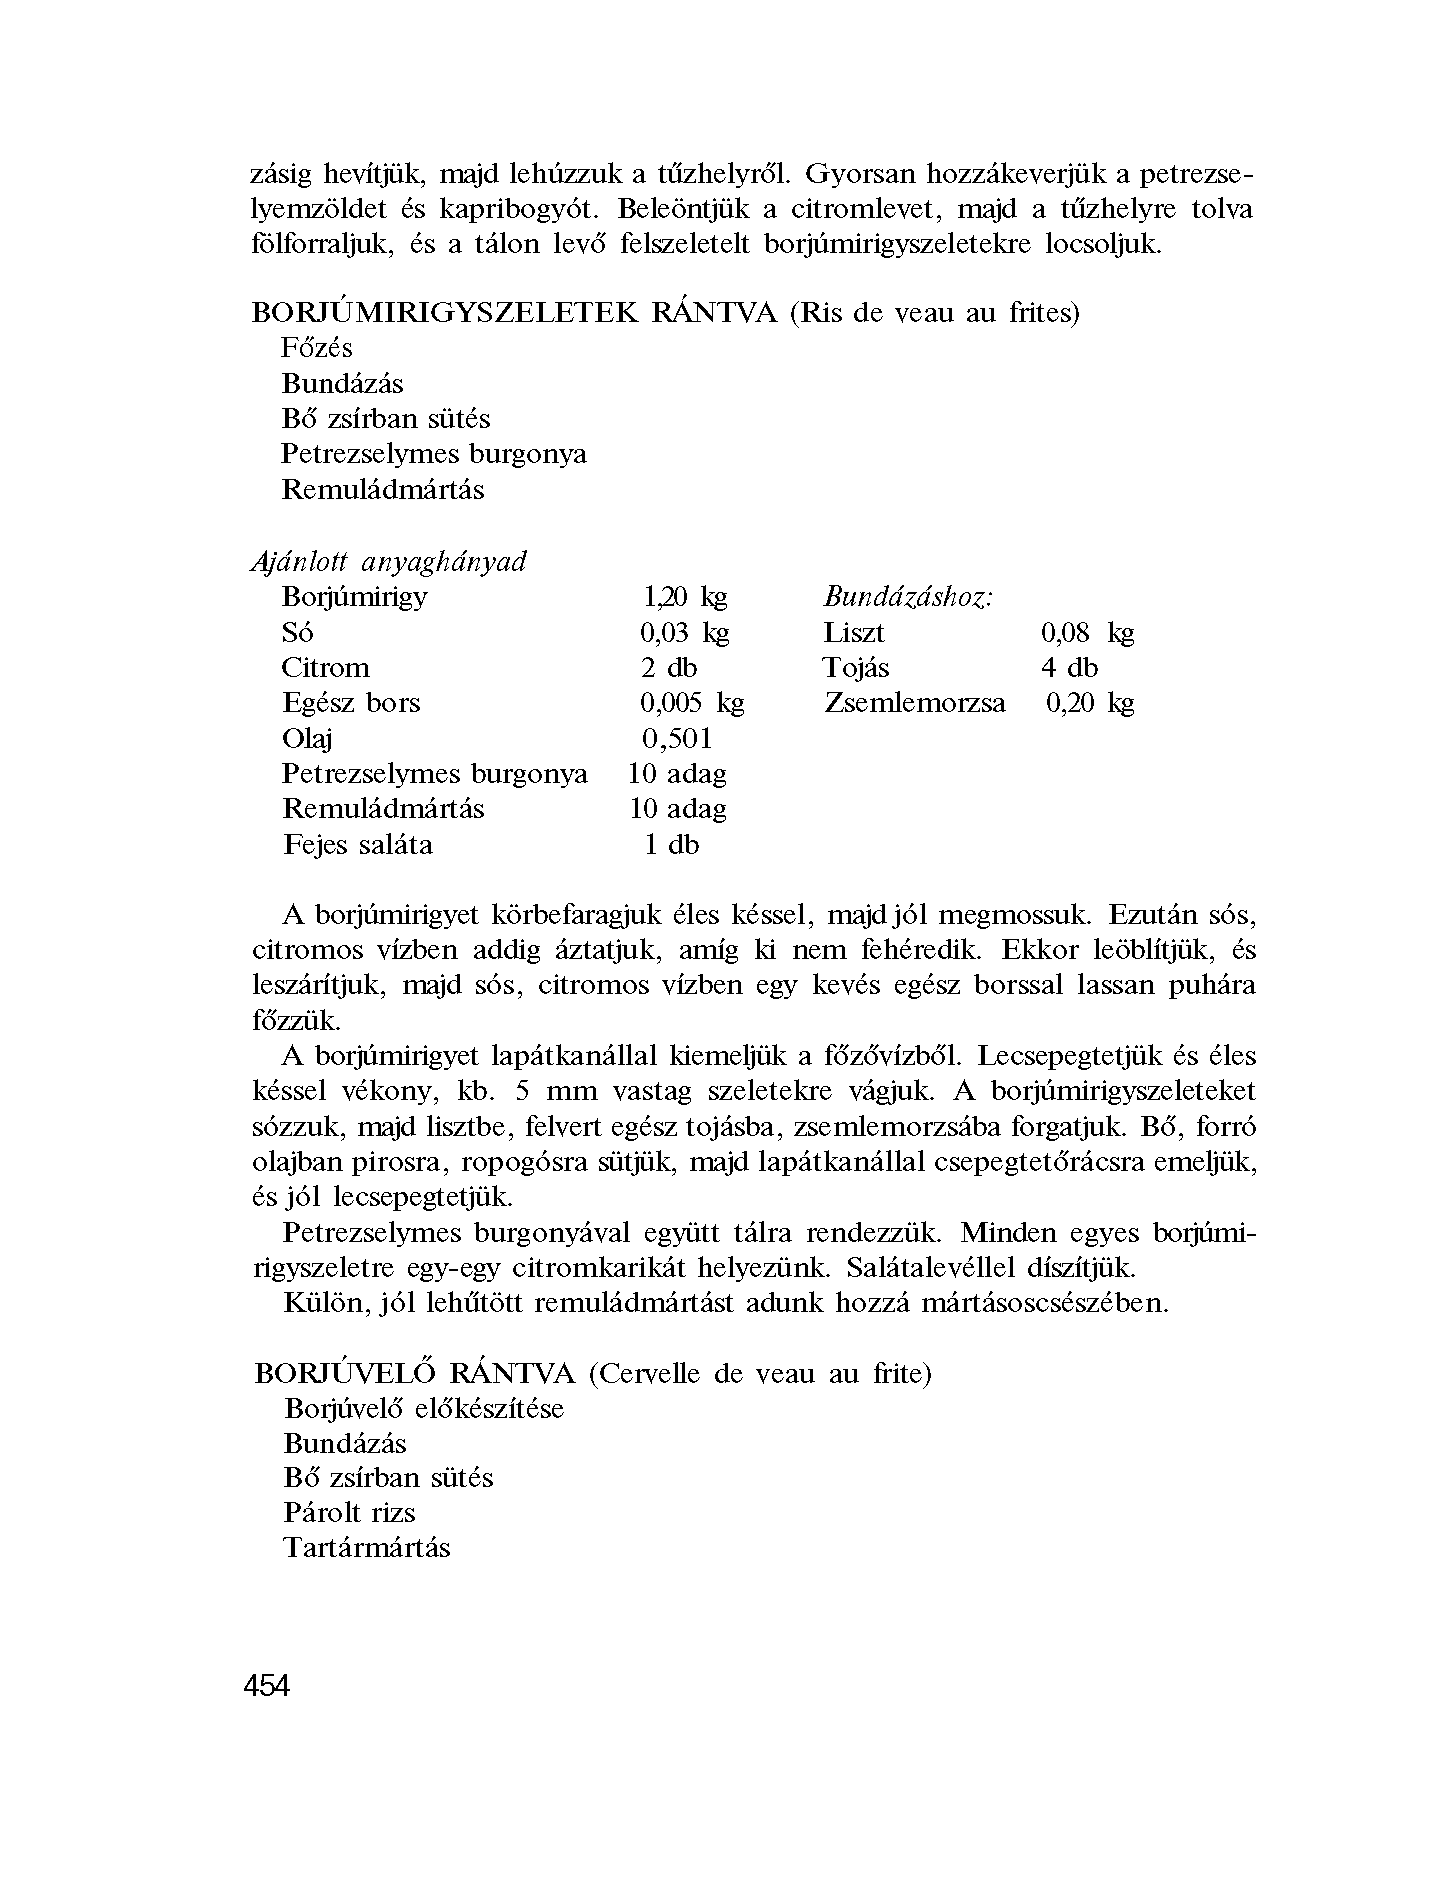 zásig hevítjük, majd lehúzzuk a tűzhelyről. Gyorsan hozzákeverjük a petrezse-
lyemzöldet és kapribogyót. Beleöntjük a citromlevet, majd a tűzhelyre tolva
fölforraljuk, és a tálon levő felszeletelt borjúmirigyszeletekre locsoljuk.
BORJÚMIRIGYSZELETEK RÁNTVA (Ris de veau au frites)
Főzés
Bundázás
Bő zsírban sütés
Petrezselymes burgonya
Remuládmártás
Ajánlott anyaghányad
Borjúmirigy 1,20 kg Bundázáshoz:
Só 0,03 kg Liszt 0,08 kg
Citrom 2 db Tojás 4 db
Egész bors 0,005 kg Zsemlemorzsa 0,20 kg
Olaj 0,501
Petrezselymes burgonya 10 adag
Remuládmártás 10 adag
Fejes saláta 1 db
A borjúmirigyet körbefaragjuk éles késsel, majd jól megmossuk. Ezután sós,
citromos vízben addig áztatjuk, amíg ki nem fehéredik. Ekkor leöblítjük, és
leszárítjuk, majd sós, citromos vízben egy kevés egész borssal lassan puhára
főzzük.
A borjúmirigyet lapátkanállal kiemeljük a főzővízből. Lecsepegtetjük és éles
késsel vékony, kb. 5 mm vastag szeletekre vágjuk. A borjúmirigyszeleteket
sózzuk, majd lisztbe, felvert egész tojásba, zsemlemorzsába forgatjuk. Bő, forró
olajban pirosra, ropogósra sütjük, majd lapátkanállal csepegtetőrácsra emeljük,
és jól lecsepegtetjük.
Petrezselymes burgonyával együtt tálra rendezzük. Minden egyes borjúmi-
rigyszeletre egy-egy citromkarikát helyezünk. Salátalevéllel díszítjük.
Külön, jól lehűtött remuládmártást adunk hozzá mártásoscsészében.
BORJÚVELŐ RÁNTVA (Cervelle de veau au frite)
Borjúvelő előkészítése
Bundázás
Bő zsírban sütés
Párolt rizs
Tartármártás
454